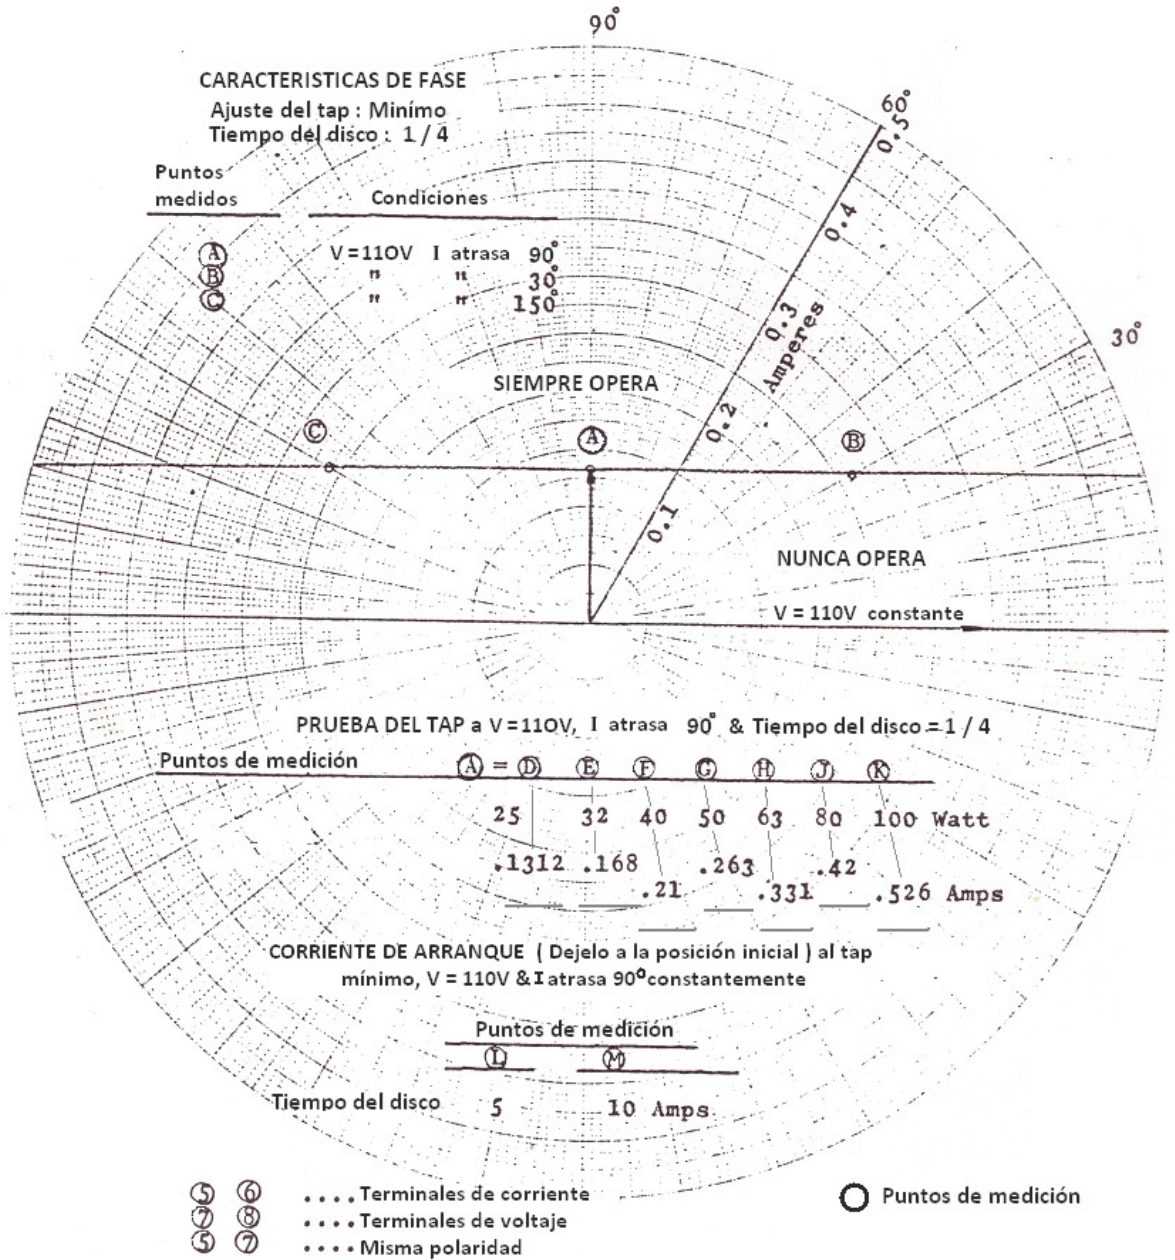 90°
CARACTERISTICAS DE FASE
Ajuste del tap : Minímo
Tiempo del disco : 1 / 4
60°
0.5
Puntos
medidos
Condiciones
0.4
A V = 110V I atrasa 90°
B " " 30°
C " " 150°
0.3
Amperes
30°
SIEMPRE OPERA
0.2
C
A
B
0.1
NUNCA OPERA
V = 110V constante
PRUEBA DEL TAP a V = 110V, I atrasa 90° & Tiempo del disco = 1 / 4
Puntos de medición A = D E F G H J K
25 32 40 50 63 80 100 Watt
.1312 .168 .263 .42
.21 .331 .526 Amps
CORRIENTE DE ARRANQUE ( Dejelo a la posición inicial ) al tap
mínimo, V = 110V & I atrasa 90° constantemente
Puntos de medición
L M
Tiempo del disco 5 10 Amps
5 6 .... Terminales de corriente
7 8 .... Terminales de voltaje
5 7 .... Misma polaridad
Puntos de medición